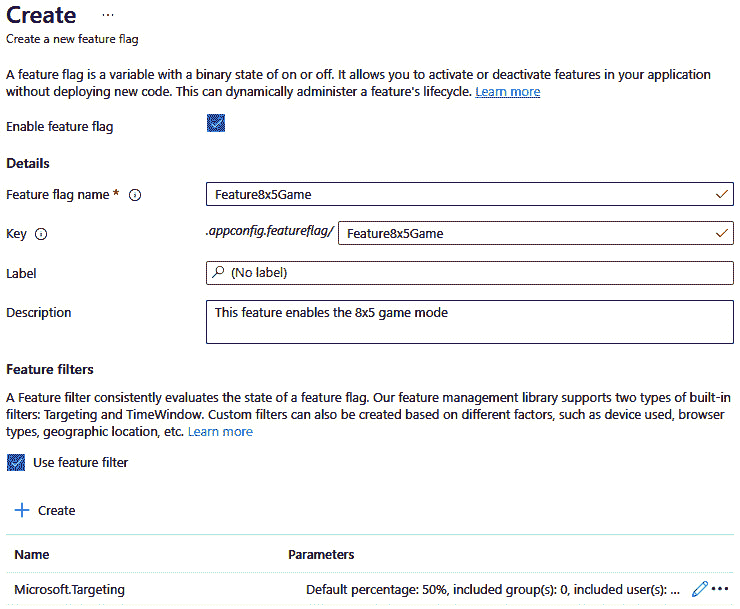 Create ...
Create a new feature flag
A feature flag is a variable with a binary state of on or off. It allows you to activate or deactivate features in your application
without deploying new code. This can dynamically administer a feature's lifecycle. Learn more
Enable feature flag
Details
Feature flag name * Feature8x5Game
Key .appconfig.featureflag/ Feature8x5Game
Label (No label)
Description This feature enables the 8x5 game mode
Feature filters
A Feature filter consistently evaluates the state of a feature flag. Our feature management library supports two types of built-in
filters: Targeting and TimeWindow. Custom filters can also be created based on different factors, such as device used, browser
types, geographic location, etc. Learn more
Use feature filter
+ Create
Name Parameters
Microsoft.Targeting Default percentage: 50%, included group(s): 0, included user(s): ...